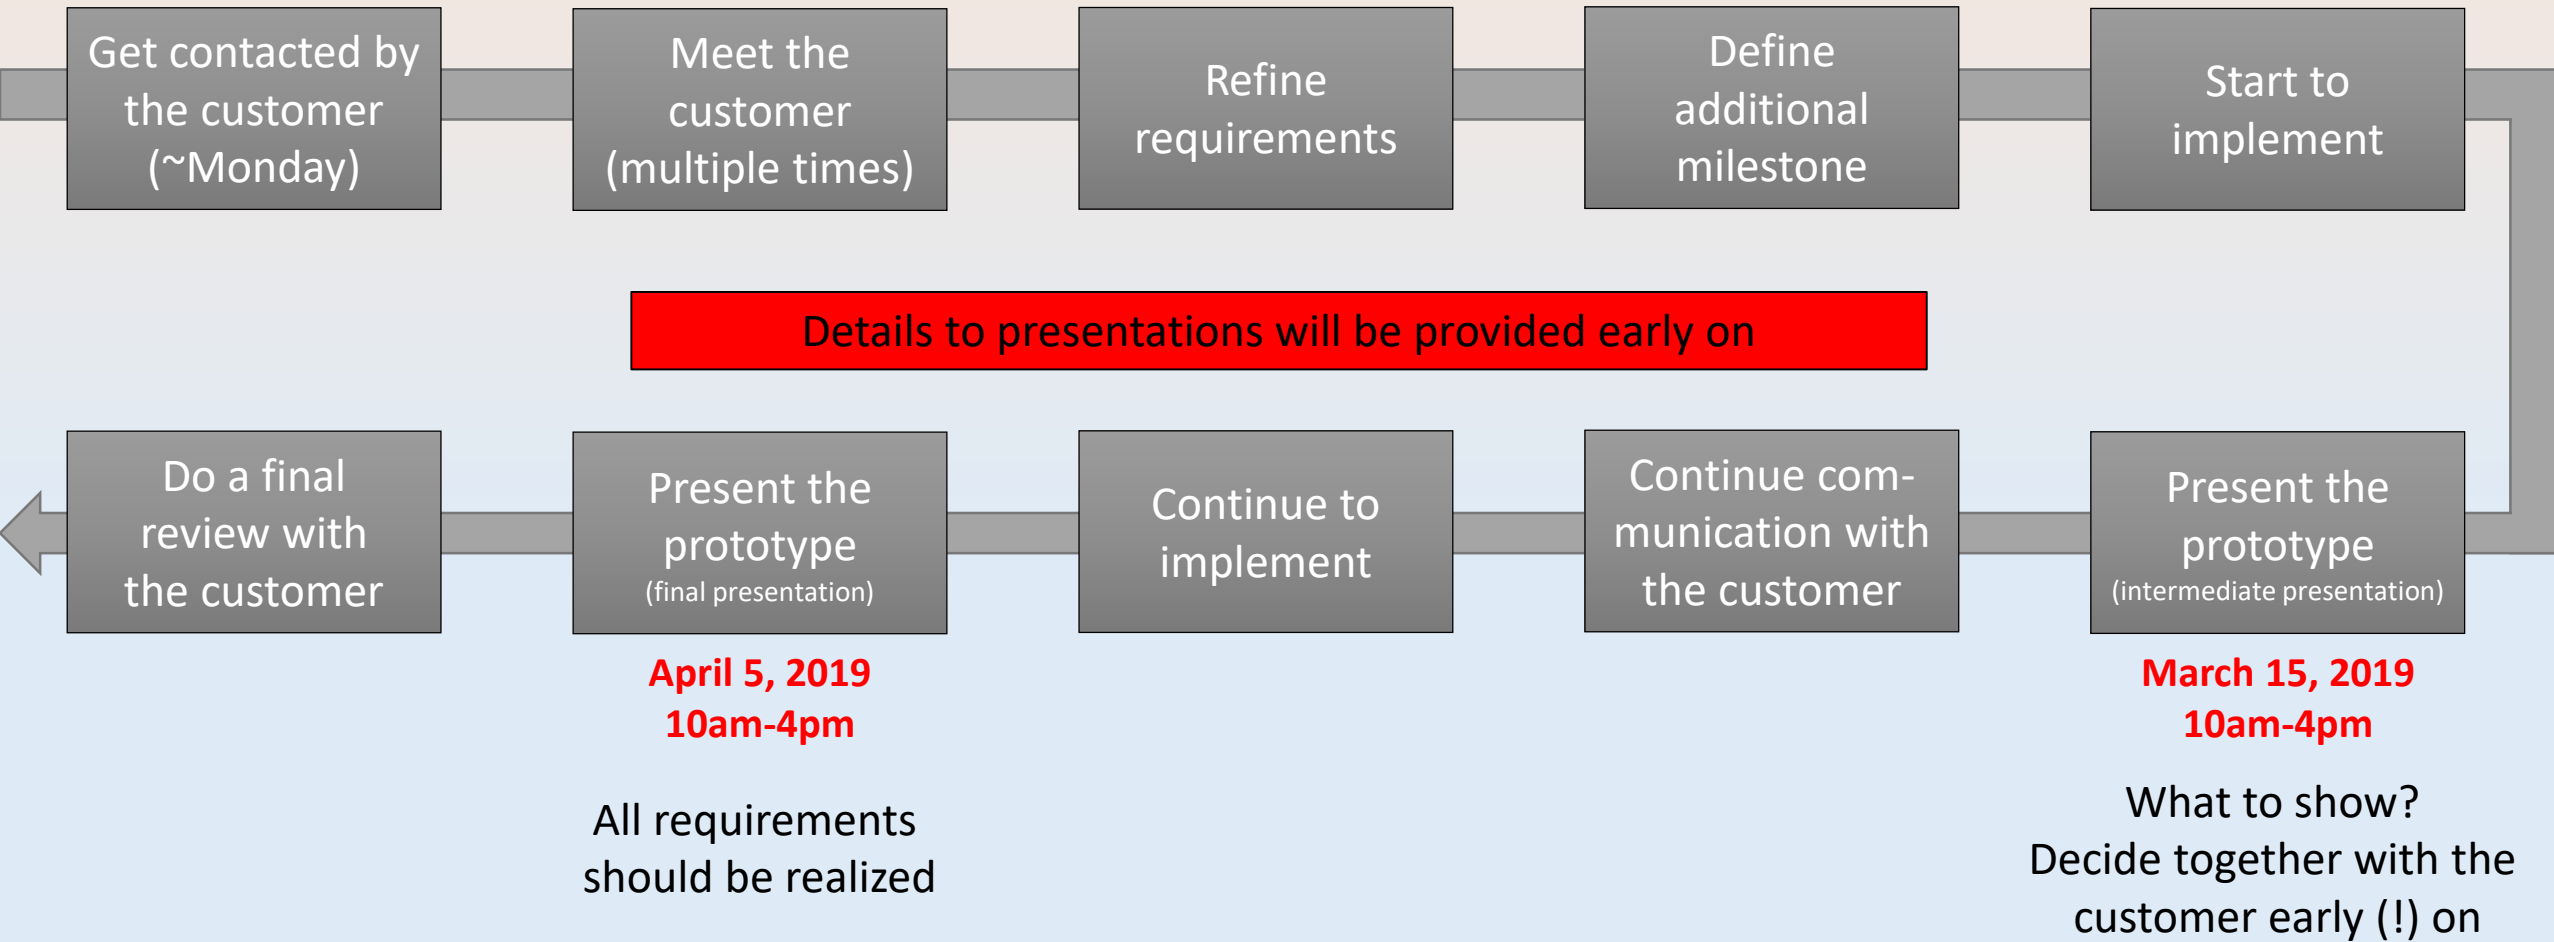 Get contacted by
the customer
(~Monday)
Meet the
customer
(multiple times)
Refine
requirements
Define
additional
milestone
Start to
implement
Details to presentations will be provided early on
Do a final
review with
the customer
Present the
prototype
(final presentation)
Continue to
implement
Continue com-
munication with
the customer
Present the
prototype
(intermediate presentation)
April 5, 2019
10am-4pm
March 15, 2019
10am-4pm
All requirements
should be realized
What to show?
Decide together with the
customer early (!) on